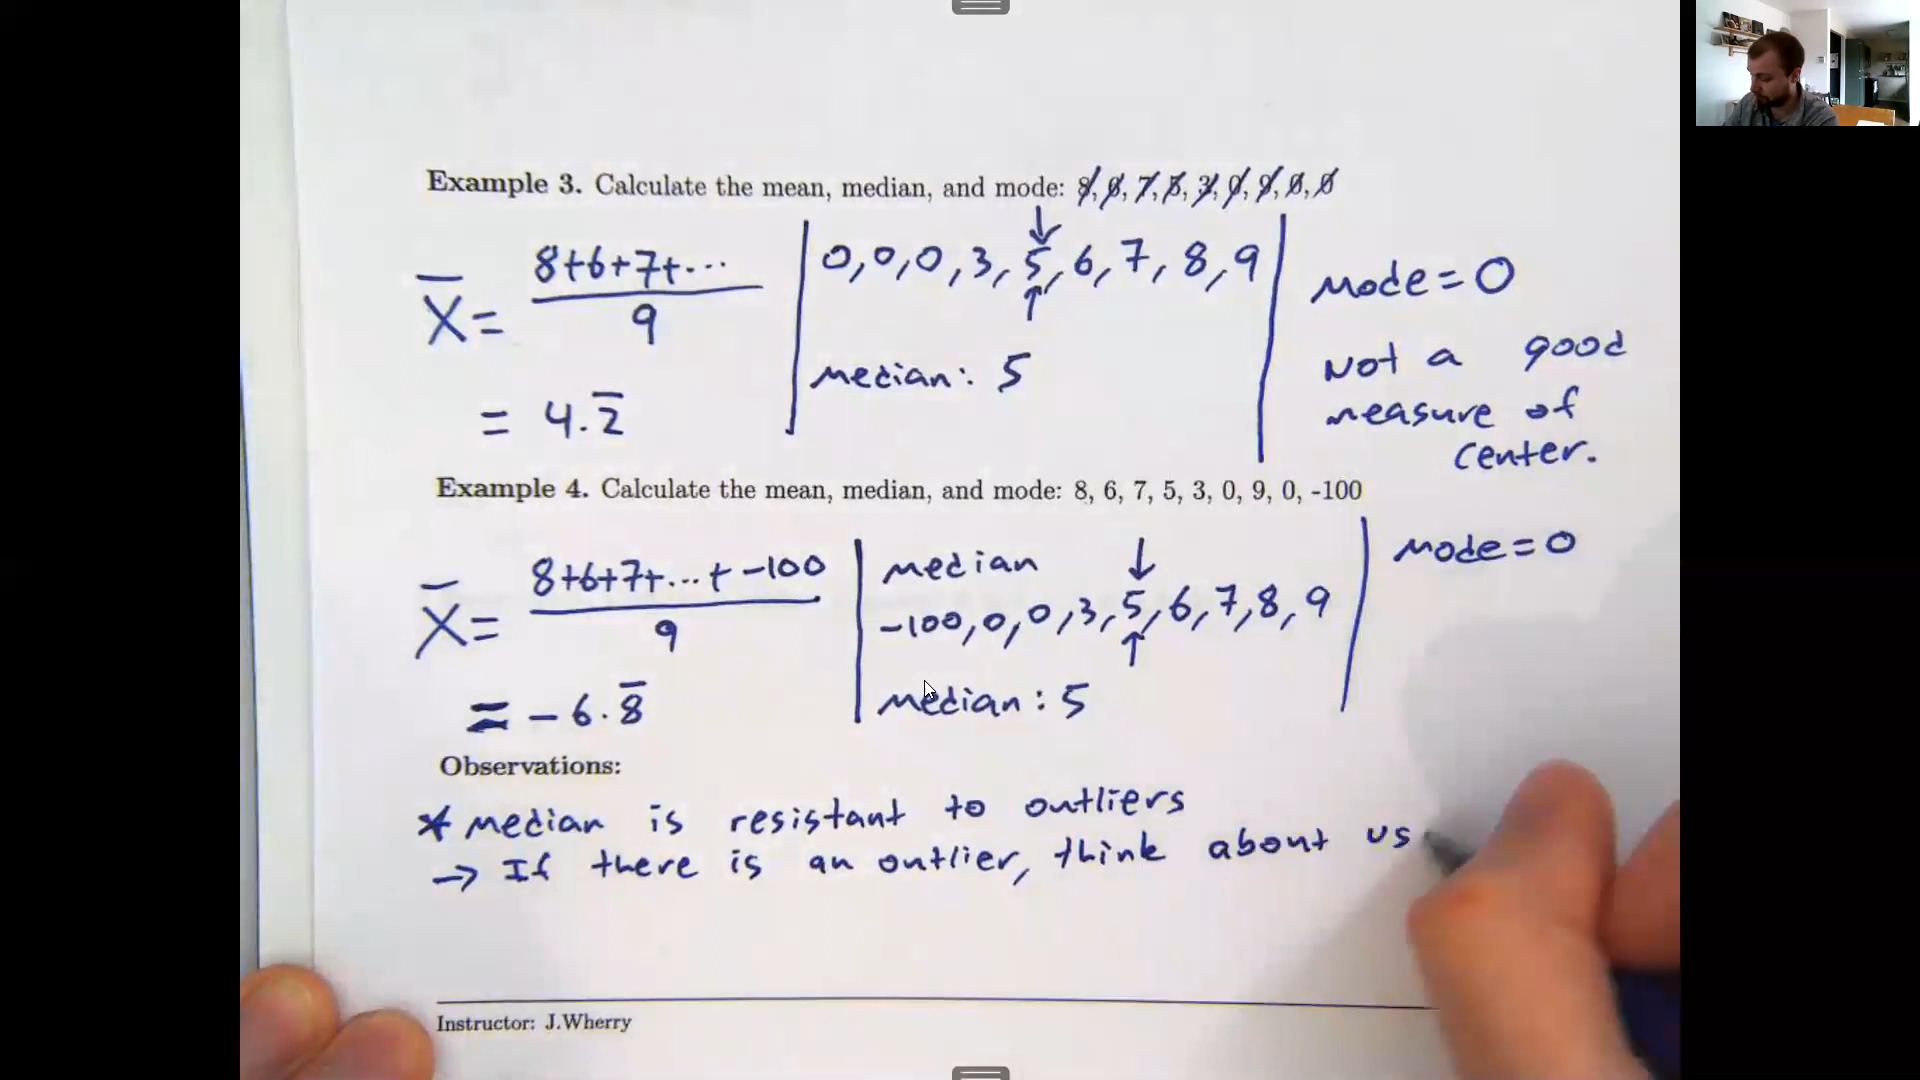 Example 3. Calculate the mean, median, and mode: 8, 6, 7, 5, 3, 0, 9, 0, 0
X̄ = 8+6+7+... / 9
= 4.2̅
0,0,0,3,5,6,7,8,9
median: 5
mode=0
Not a good
measure of
center.
Example 4. Calculate the mean, median, and mode: 8, 6, 7, 5, 3, 0, 9, 0, -100
X̄ = 8+6+7+...+ -100 / 9
= -6.8̅
median
-100,0,0,3,5,6,7,8,9
median: 5
mode=0
Observations:
* median is resistant to outliers
→ If there is an outlier, think about us
Instructor: J.Wherry